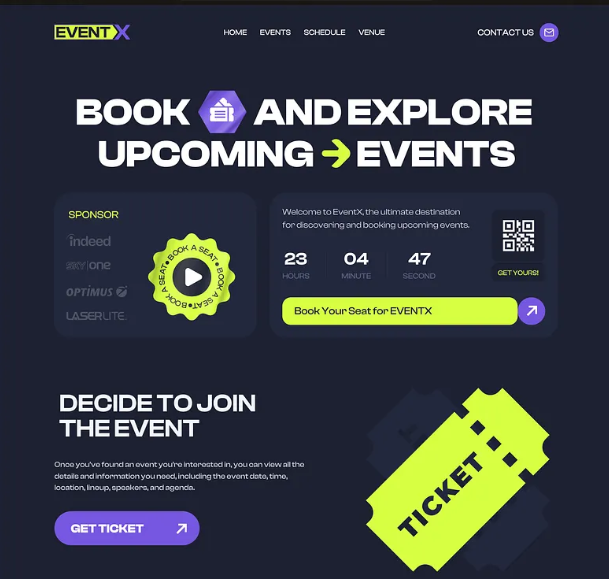 EVENTX
HOME EVENTS SCHEDULE VENUE
CONTACT US
BOOK AND EXPLORE
UPCOMING EVENTS
SPONSOR
indeed
SKY one
OPTIMUS
LASERLITE.
BOOK A SEAT • BOOK A SEAT • BOOK A SEAT •
Welcome to EventX, the ultimate destination
for discovering and booking upcoming events.
23 04 47
HOURS MINUTE SECOND
GET YOURS!
Book Your Seat for EVENTX
DECIDE TO JOIN
THE EVENT
Once you've found an event you're interested in, you can view all the
details and information you need, including the event date, time,
location, lineup, speakers, and agenda.
GET TICKET
TICKET